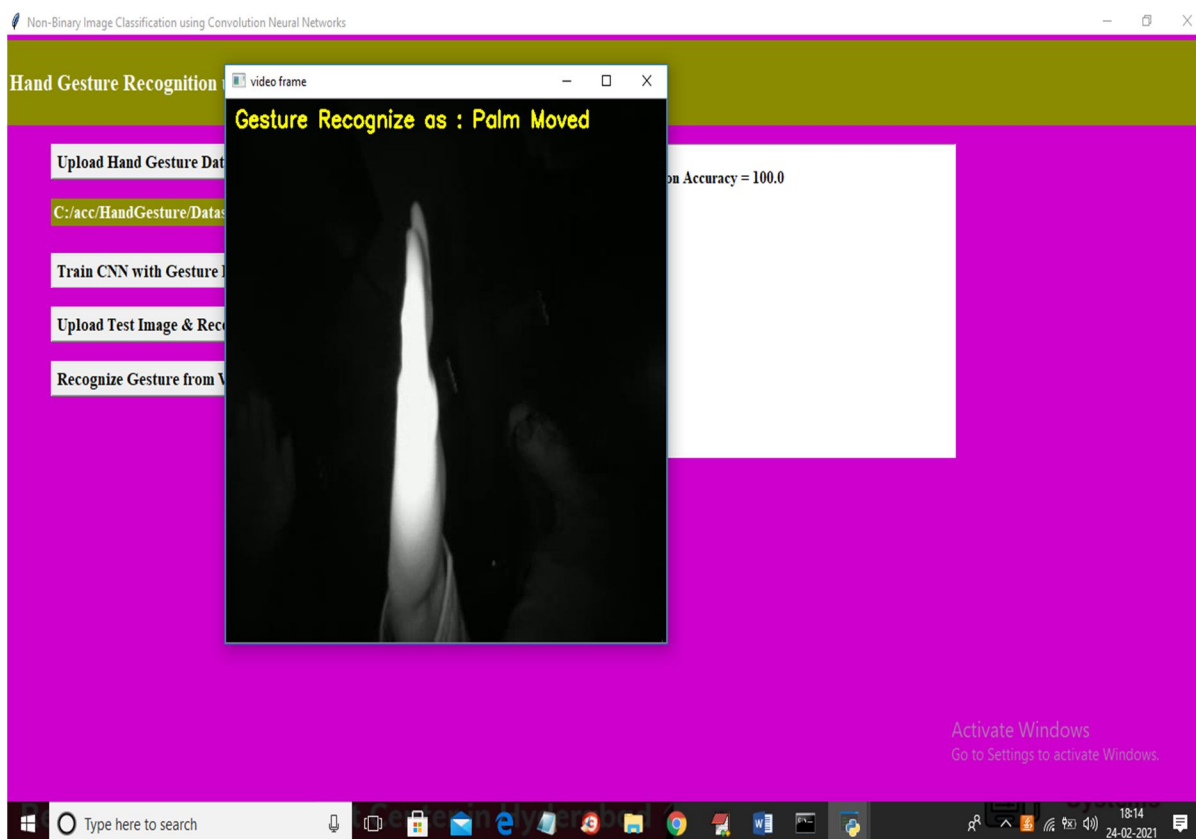 Non-Binary Image Classification using Convolution Neural Networks
Hand Gesture Recognition
video frame
Gesture Recognize as : Palm Moved
Upload Hand Gesture Dat
on Accuracy = 100.0
C:/acc/HandGesture/Datas
Train CNN with Gesture
Upload Test Image & Rec
Recognize Gesture from
Activate Windows
Go to Settings to activate Windows.
Type here to search
in Hyderabad
18:14
24-02-2021